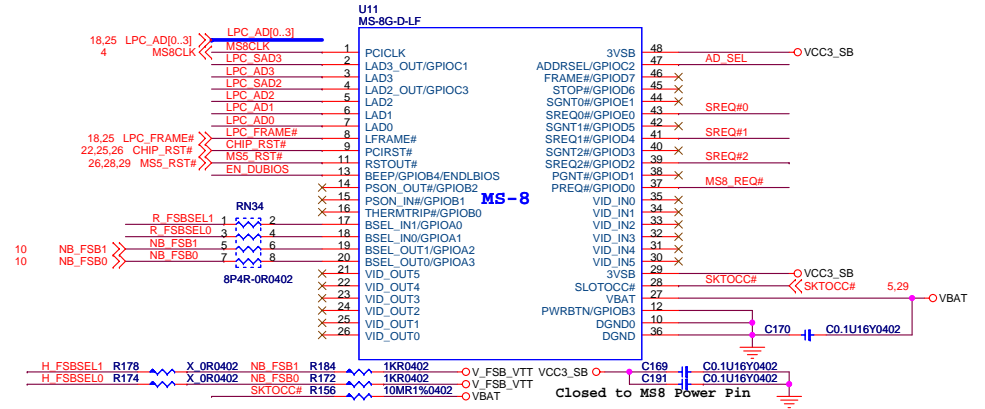 U11
MS-8G-D-LF
18,25 LPC_AD[0..3] LPC_AD[0..3]
4 MS8CLK MS8CLK 1 PCICLK 3VSB 48 VCC3_SB
LPC_SAD3 2 LAD3_OUT/GPIOC1 ADDRSEL/GPIOC2 47 AD_SEL
LPC_AD3 3 LAD3 FRAME#/GPIOD7 46
LPC_SAD2 4 LAD2_OUT/GPIOC3 STOP#/GPIOD6 45
LPC_AD2 5 LAD2 SGNT0#/GPIOE1 44
LPC_AD1 6 LAD1 SREQ0#/GPIOE0 43 SREQ#0
LPC_AD0 7 LAD0 SGNT1#/GPIOD5 42
18,25 LPC_FRAME# LPC_FRAME# 8 LFRAME# SREQ1#/GPIOD4 41 SREQ#1
22,25,26 CHIP_RST# CHIP_RST# 9 PCIRST# SGNT2#/GPIOD3 40
26,28,29 MS5_RST# MS5_RST# 11 RSTOUT# SREQ2#/GPIOD2 39 SREQ#2
EN_DUBIOS 13 BEEP/GPIOB4/ENDLBIOS PGNT#/GPIOD1 38
14 PSON_OUT#/GPIOB2 PREQ#/GPIOD0 37 MS8_REQ#
15 PSON_IN#/GPIOB1 MS-8 VID_IN0 35
RN34 16 THERMTRIP#/GPIOB0 VID_IN1 34
R_FSBSEL1 1 2 17 BSEL_IN1/GPIOA0 VID_IN2 33
R_FSBSEL0 3 4 18 BSEL_IN0/GPIOA1 VID_IN3 32
10 NB_FSB1 NB_FSB1 5 6 19 BSEL_OUT1/GPIOA2 VID_IN4 31
10 NB_FSB0 NB_FSB0 7 8 20 BSEL_OUT0/GPIOA3 VID_IN5 30
8P4R-0R0402 21 VID_OUT5 3VSB 29 VCC3_SB
22 VID_OUT4 SLOTOCC# 28 SKTOCC# SKTOCC# 5,29
23 VID_OUT3 VBAT 27 VBAT
24 VID_OUT2 PWRBTN/GPIOB3 12
25 VID_OUT1 DGND0 10
26 VID_OUT0 DGND 36 C170 C0.1U16Y0402
H_FSBSEL1 R178 X_0R0402 NB_FSB1 R184 1KR0402 V_FSB_VTT VCC3_SB C169 C0.1U16Y0402
H_FSBSEL0 R174 X_0R0402 NB_FSB0 R172 1KR0402 V_FSB_VTT C191 C0.1U16Y0402
SKTOCC# R156 10MR1%0402 VBAT Closed to MS8 Power Pin